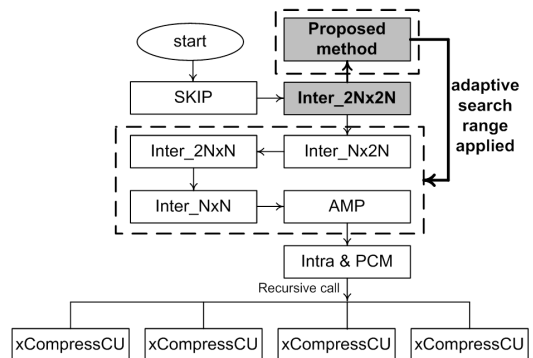 start
Proposed
method
SKIP
Inter_2Nx2N
adaptive
search
range
applied
Inter_2NxN
Inter_Nx2N
Inter_NxN
AMP
Intra & PCM
Recursive call
xCompressCU
xCompressCU
xCompressCU
xCompressCU